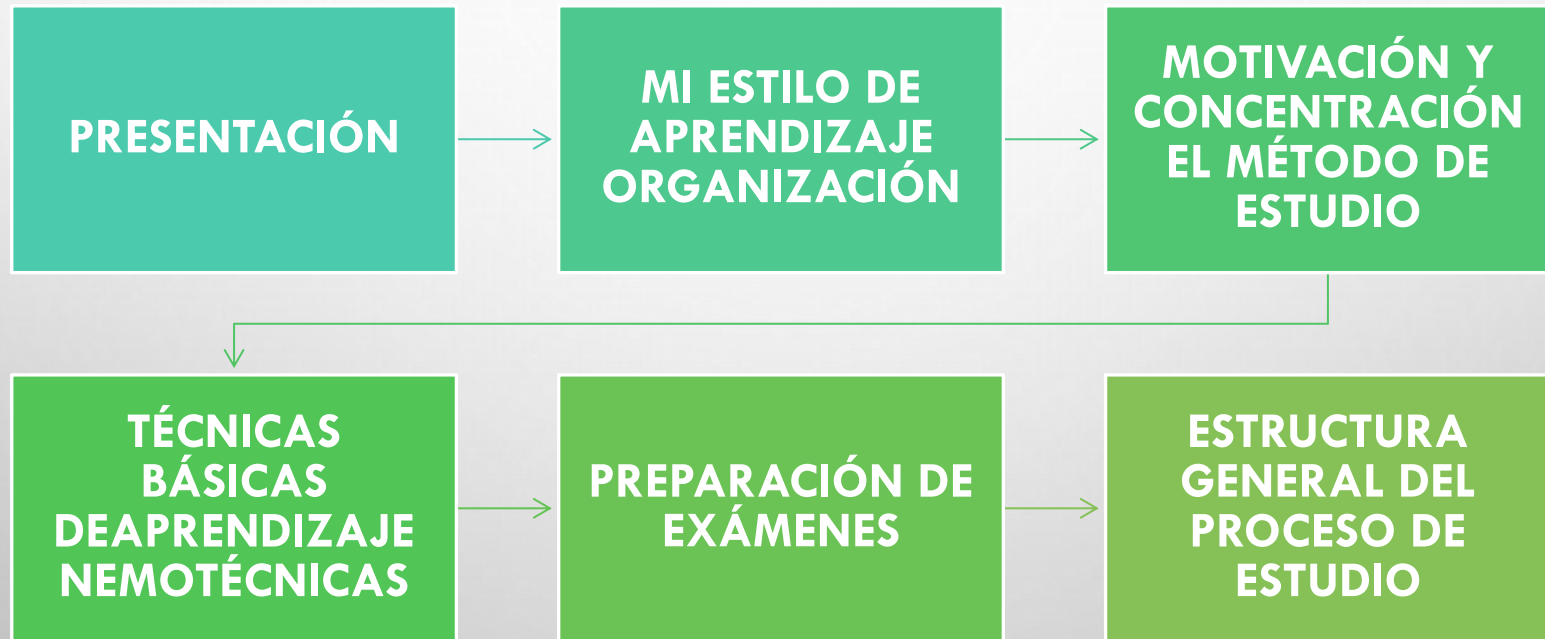 PRESENTACIÓN
MI ESTILO DE
APRENDIZAJE
ORGANIZACIÓN
MOTIVACIÓN Y
CONCENTRACIÓN
EL MÉTODO DE
ESTUDIO
TÉCNICAS
BÁSICAS
DEAPRENDIZAJE
NEMOTÉCNICAS
PREPARACIÓN DE
EXÁMENES
ESTRUCTURA
GENERAL DEL
PROCESO DE
ESTUDIO